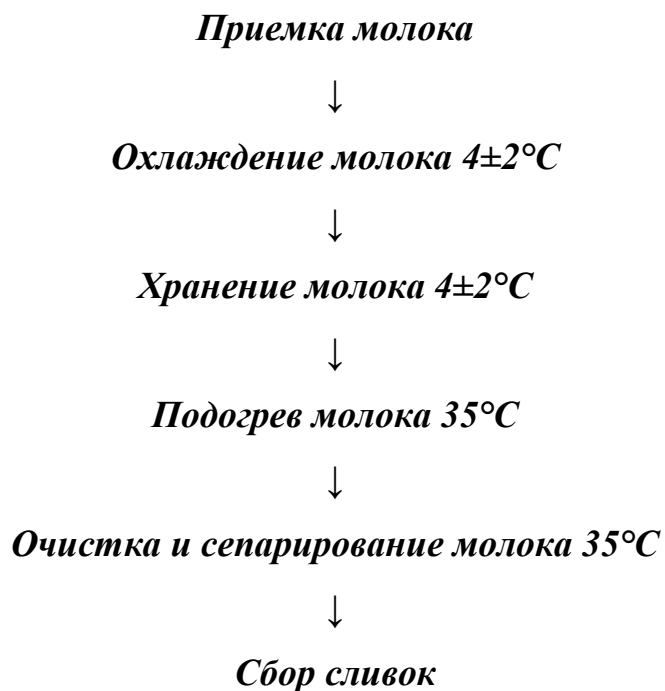 Приемка молока
↓
Охлаждение молока 4±2°С
↓
Хранение молока 4±2°С
↓
Подогрев молока 35°С
↓
Очистка и сепарирование молока 35°С
↓
Сбор сливок